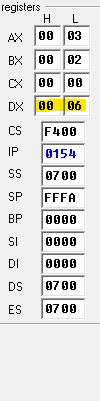 registers
H L
AX 00 03
BX 00 02
CX 00 00
DX 00 06
CS F400
IP 0154
SS 0700
SP FFFA
BP 0000
SI 0000
DI 0000
DS 0700
ES 0700